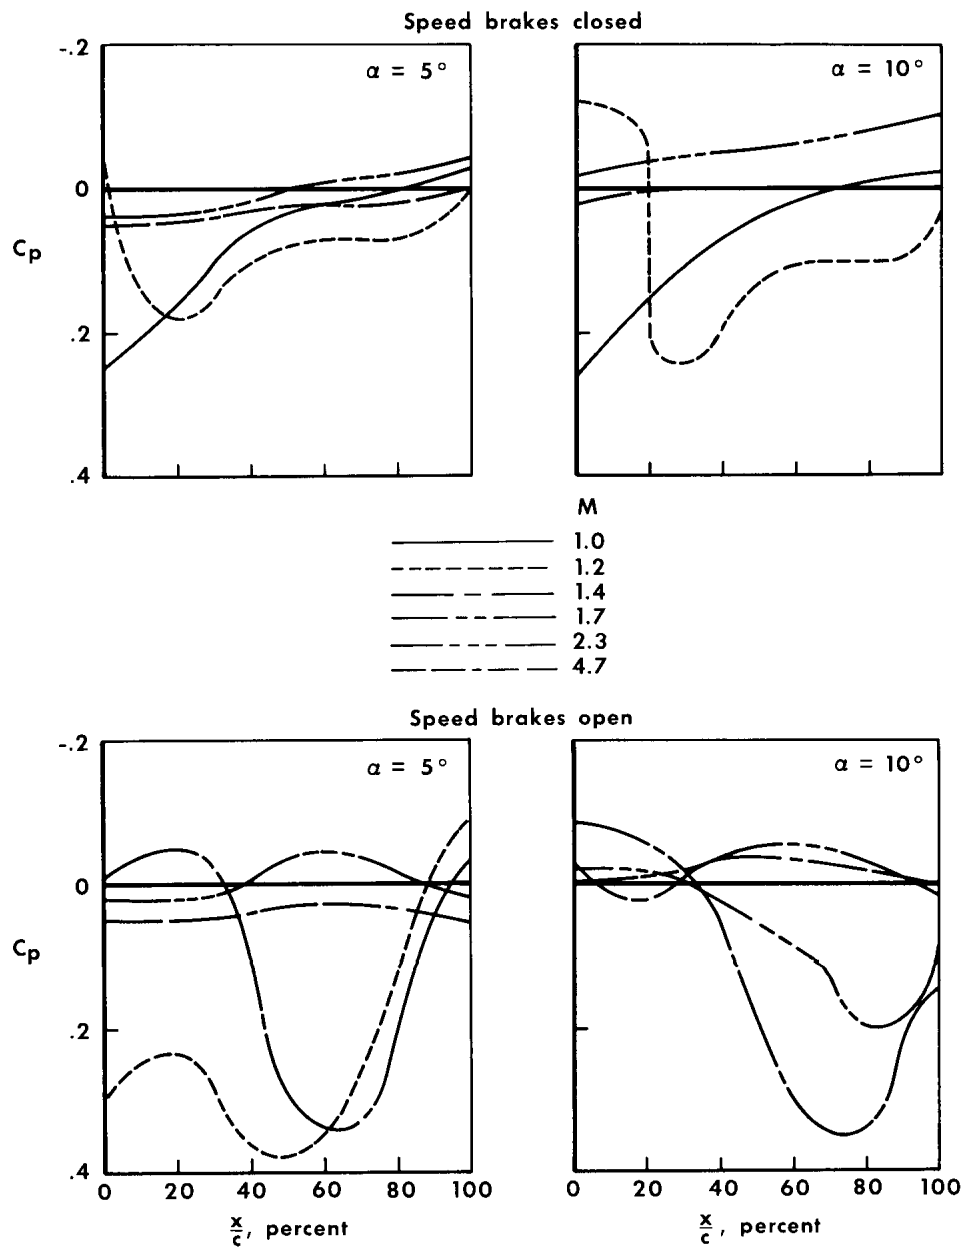 Speed brakes closed
-.2
α = 5°
α = 10°
0
Cp
.2
.4
M
1.0
1.2
1.4
1.7
2.3
4.7
Speed brakes open
-.2
α = 5°
α = 10°
0
Cp
.2
.4
0 20 40 60 80 100
0 20 40 60 80 100
x/c, percent
x/c, percent